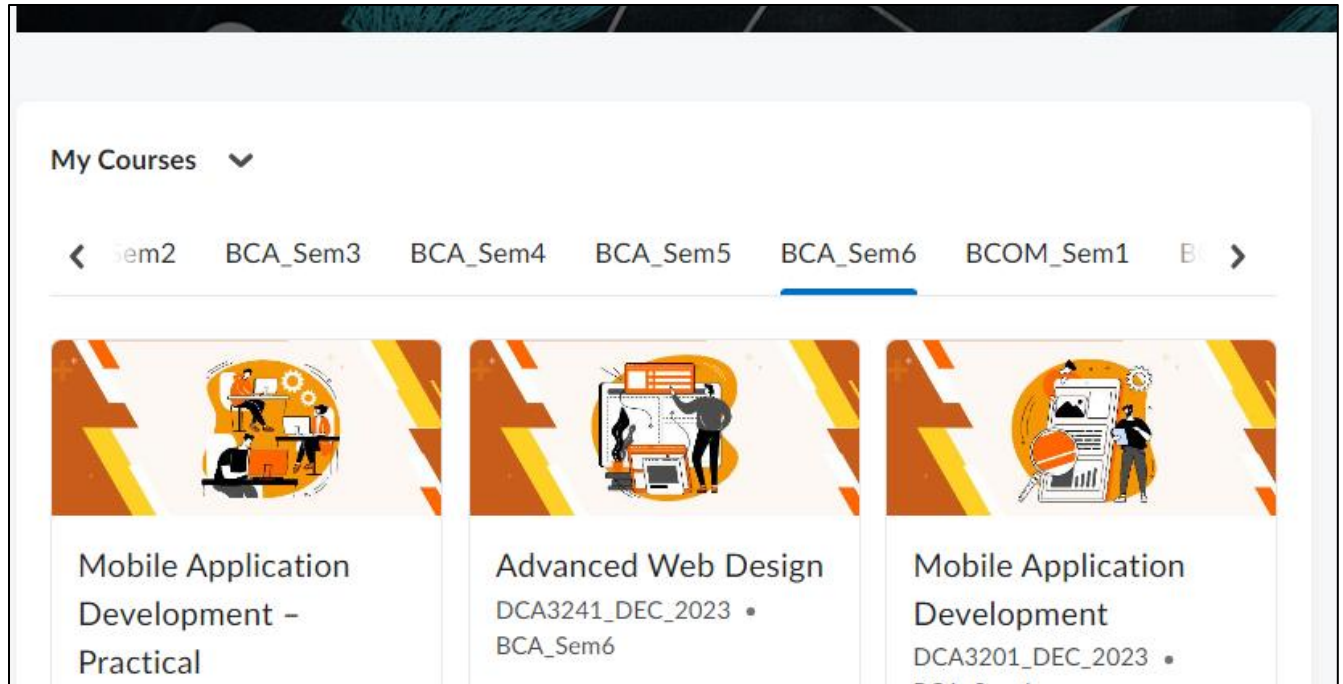 My Courses
Sem2 BCA_Sem3 BCA_Sem4 BCA_Sem5 BCA_Sem6 BCOM_Sem1
Mobile Application
Development –
Practical
Advanced Web Design
DCA3241_DEC_2023 •
BCA_Sem6
Mobile Application
Development
DCA3201_DEC_2023 •